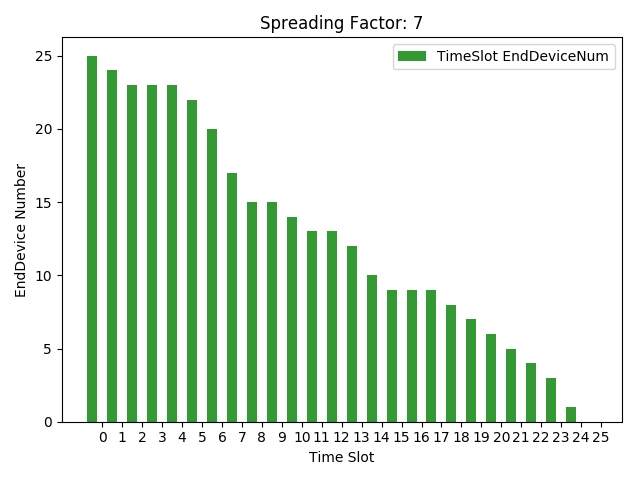 Spreading Factor: 7
TimeSlot EndDeviceNum
EndDevice Number
25
20
15
10
5
0
0 1 2 3 4 5 6 7 8 9 10 11 12 13 14 15 16 17 18 19 20 21 22 23 24 25
Time Slot